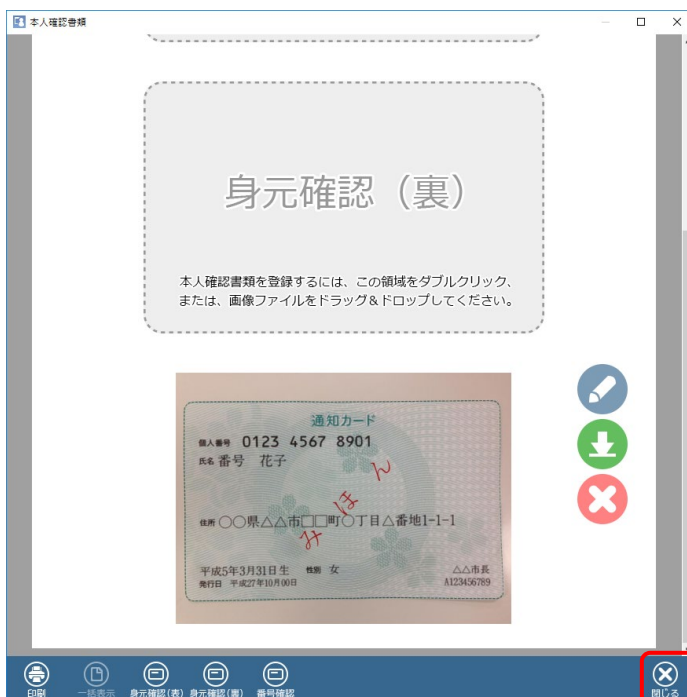 本人確認書類
身元確認（裏）
本人確認書類を登録するには、この領域をダブルクリック、
または、画像ファイルをドラッグ＆ドロップしてください。
通知カード
個人番号 0123 4567 8901
氏名 番号 花子
みほん
住所 ○○県△△市□□町○丁目△番地1-1-1
平成5年3月31日生 性別 女 △△市長
発行日 平成27年10月00日 A123456789
印刷 一括表示 身元確認(表) 身元確認(裏) 番号確認 閉じる